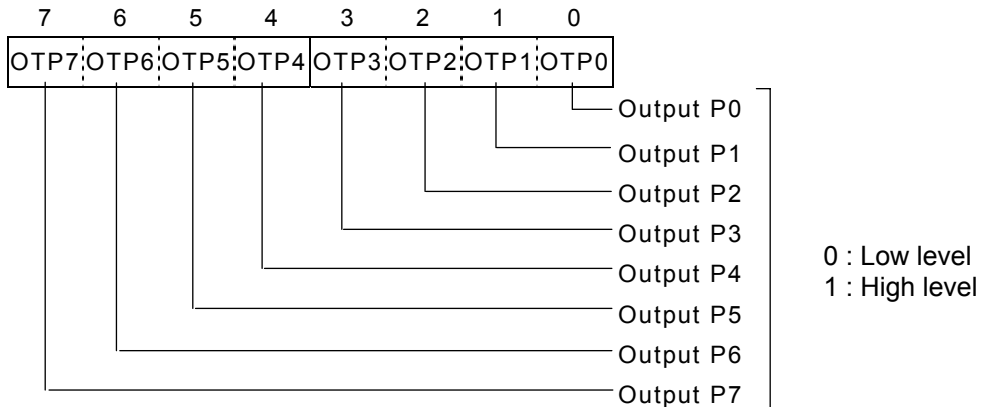 7 6 5 4 3 2 1 0
OTP7 OTP6 OTP5 OTP4 OTP3 OTP2 OTP1 OTP0
Output P0
Output P1
Output P2
Output P3
Output P4
Output P5
Output P6
Output P7
0 : Low level
1 : High level